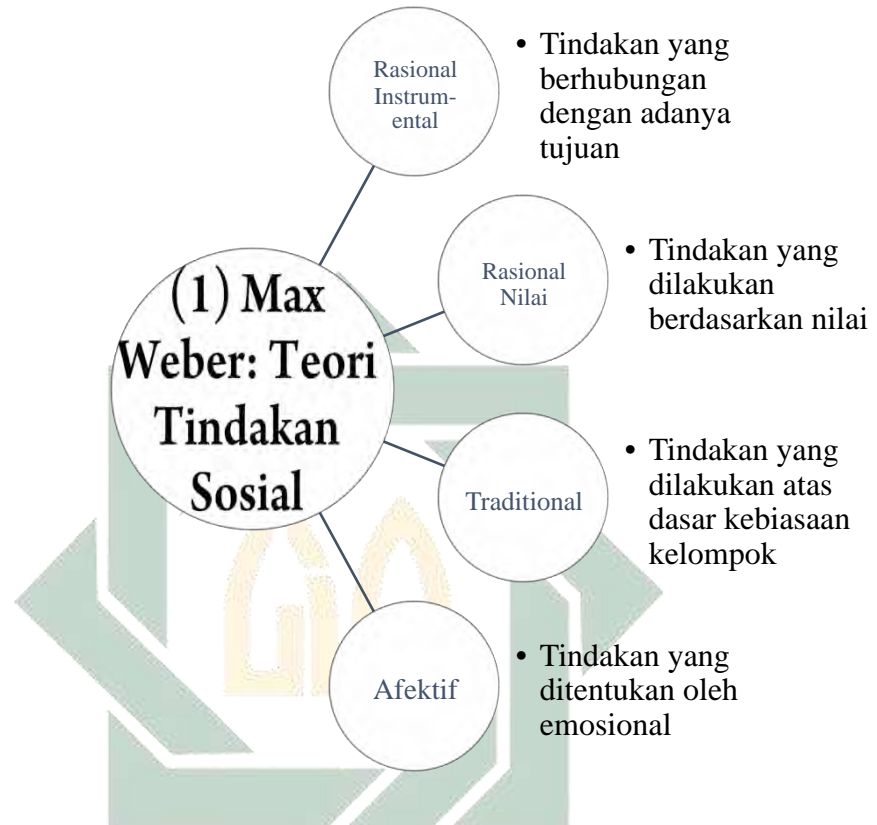 Rasional
Instrum-
ental
• Tindakan yang
berhubungan
dengan adanya
tujuan
(1) Max
Weber: Teori
Tindakan
Sosial
Rasional
Nilai
• Tindakan yang
dilakukan
berdasarkan nilai
Traditional
• Tindakan yang
dilakukan atas
dasar kebiasaan
kelompok
Afektif
• Tindakan yang
ditentukan oleh
emosional